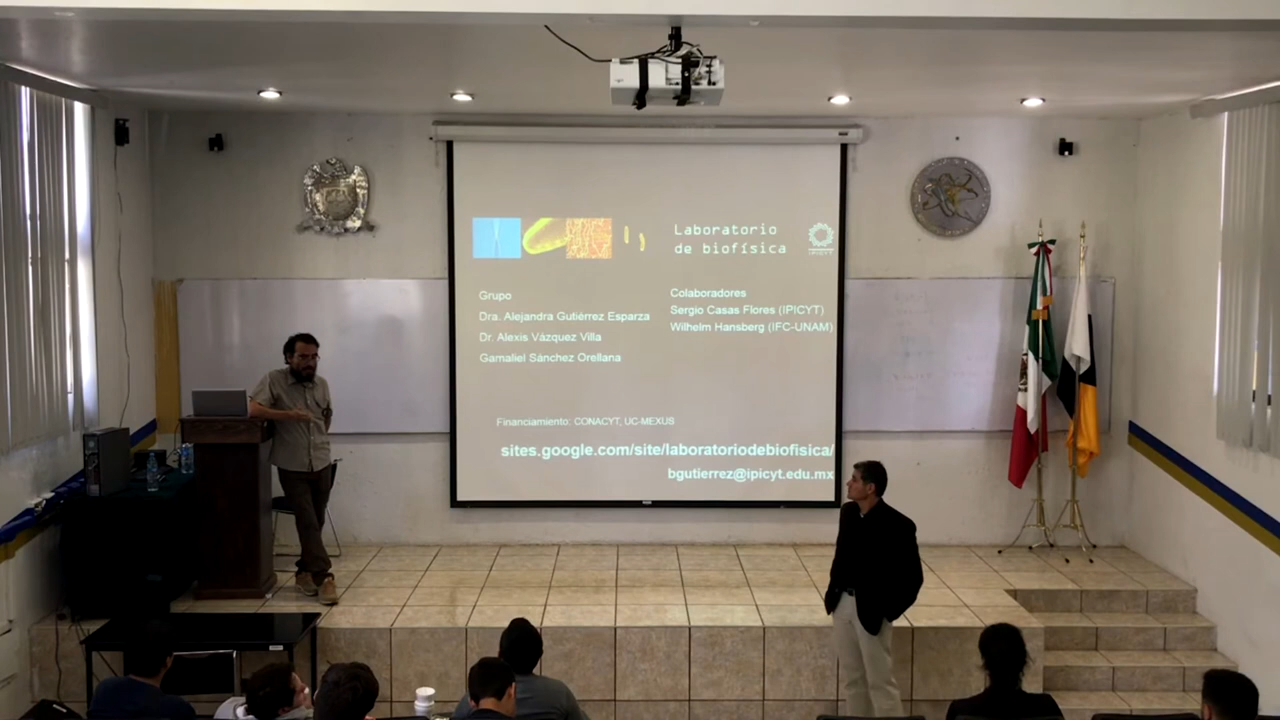 Laboratorio
de biofísica
IPICYT
Grupo
Dra. Alejandra Gutiérrez Esparza
Dr. Alexis Vázquez Villa
Gamaliel Sánchez Orellana
Colaboradores
Sergio Casas Flores (IPICYT)
Wilhelm Hansberg (IFC-UNAM)
Financiamiento: CONACYT, UC-MEXUS
sites.google.com/site/laboratoriodebiofisica/
bgutierrez@ipicyt.edu.mx